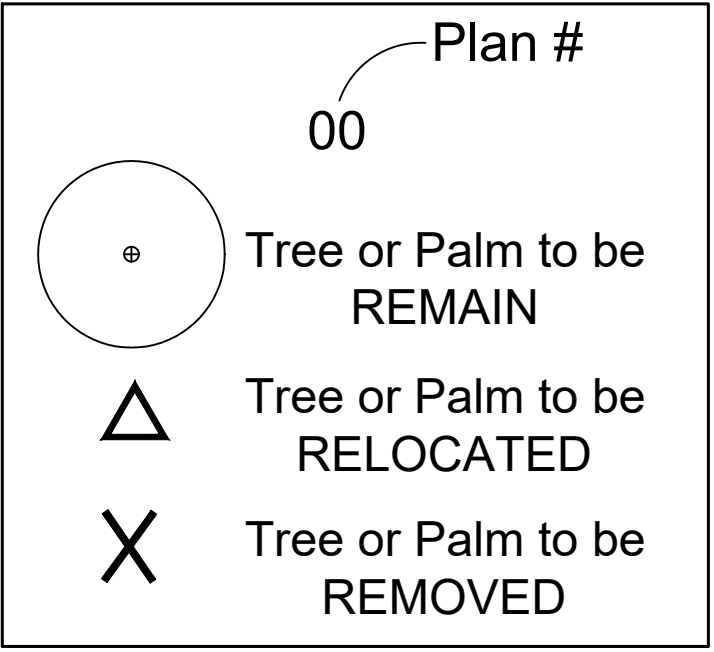 Plan #
00
Tree or Palm to be
REMAIN
Tree or Palm to be
RELOCATED
Tree or Palm to be
REMOVED